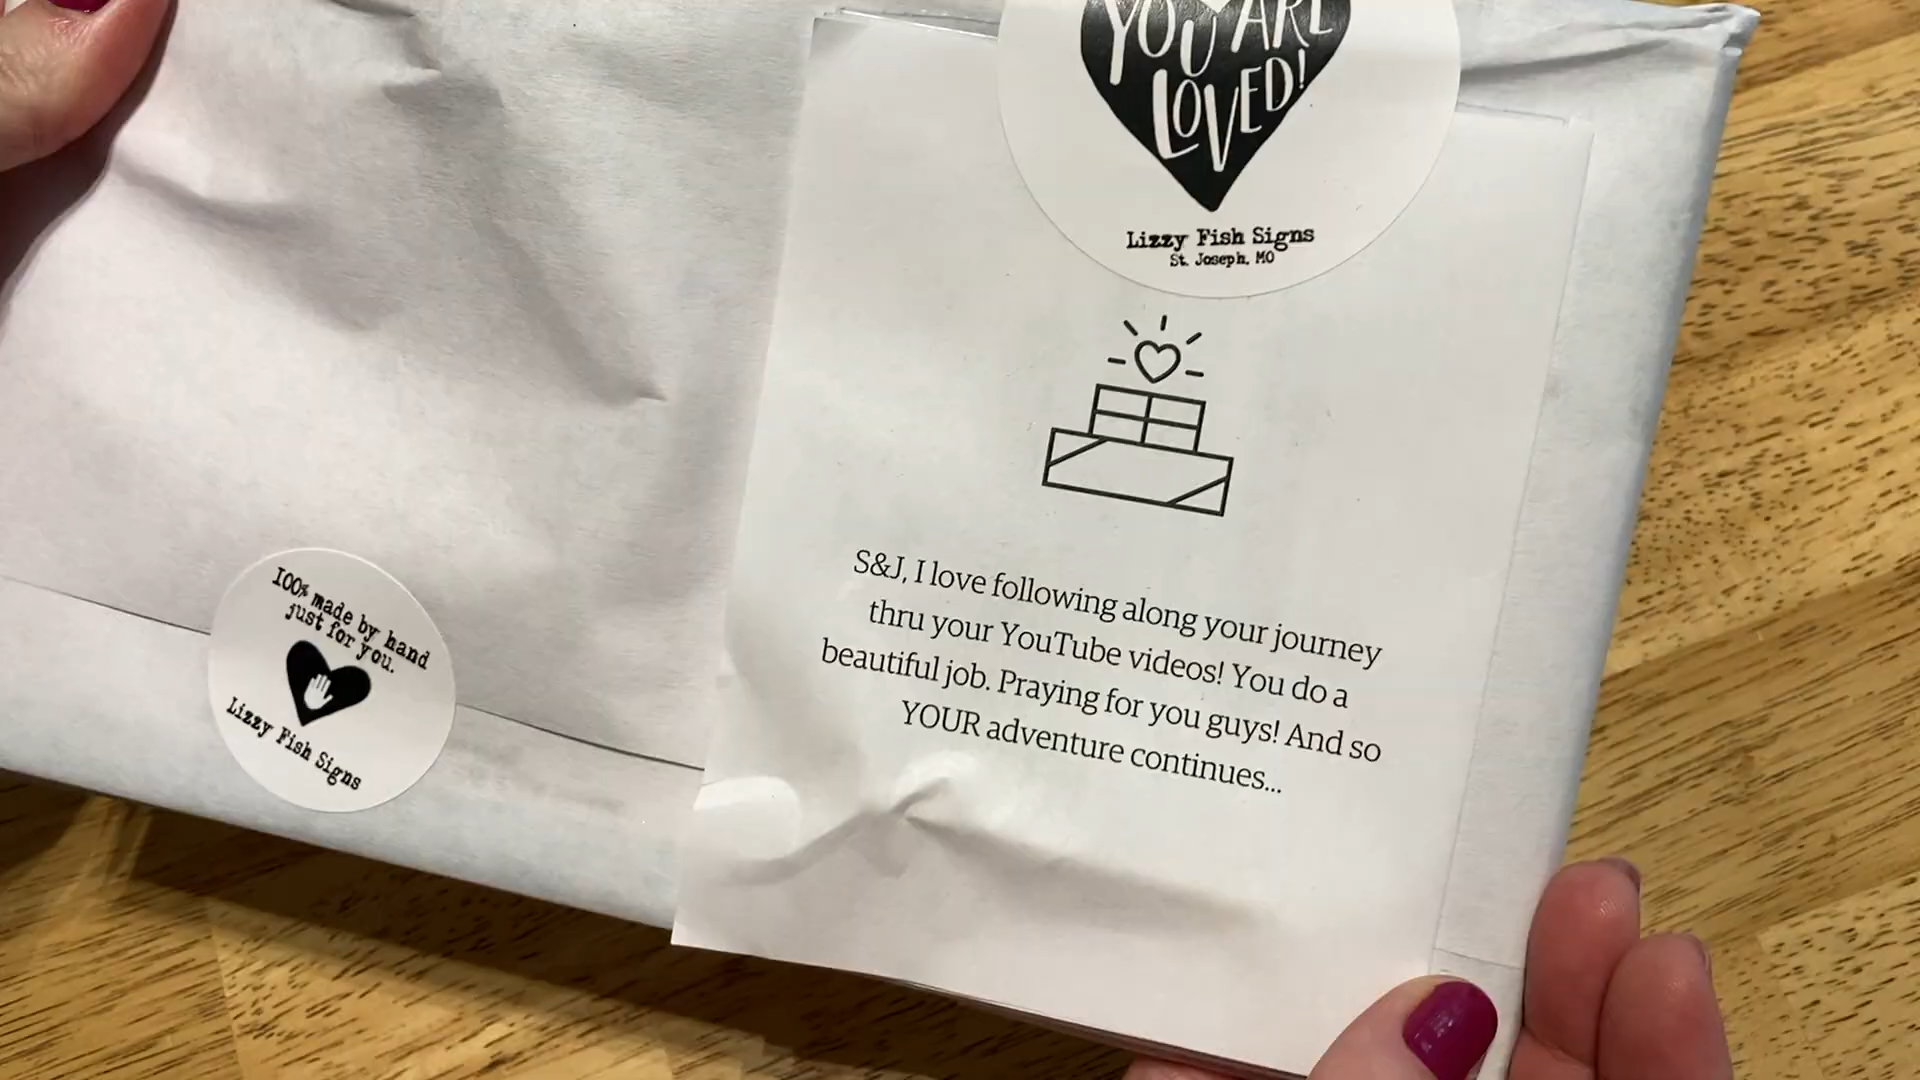 YOU ARE
LOVED!
Lizzy Fish Signs
St. Joseph, MO
S&J, I love following along your journey
thru your YouTube videos! You do a
beautiful job. Praying for you guys! And so
YOUR adventure continues...
100% made by hand
just for you.
Lizzy Fish Signs